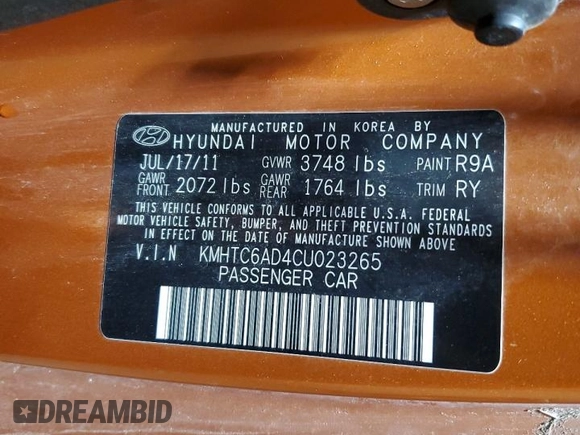 MANUFACTURED IN KOREA BY
HYUNDAI MOTOR COMPANY
JUL/17/11 GVWR 3748 lbs PAINT R9A
GAWR FRONT 2072 lbs GAWR REAR 1764 lbs TRIM RY
THIS VEHICLE CONFORMS TO ALL APPLICABLE U.S.A. FEDERAL
MOTOR VEHICLE SAFETY, BUMPER, AND THEFT PREVENTION STANDARDS
IN EFFECT ON THE DATE OF MANUFACTURE SHOWN ABOVE
V.I.N KMHTC6AD4CU023265
PASSENGER CAR
DREAMBID